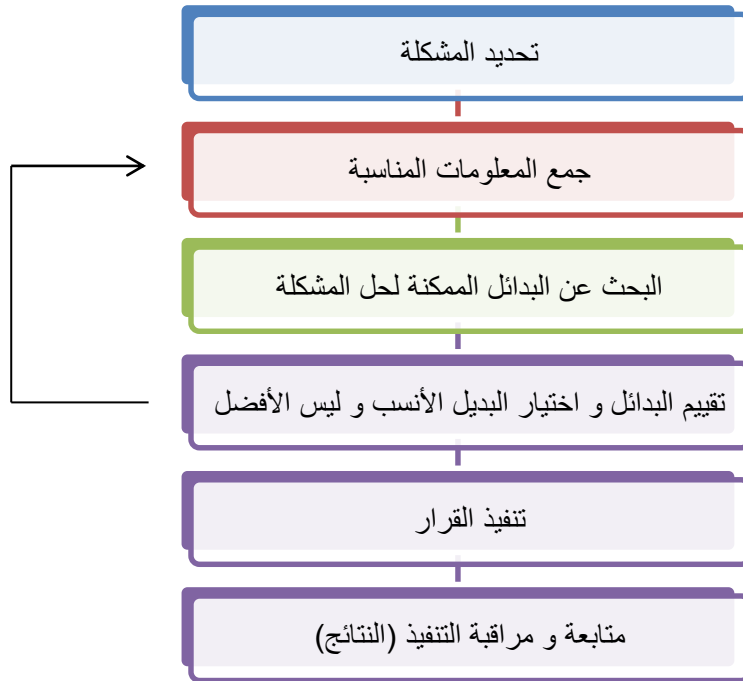 تحديد المشكلة
جمع المعلومات المناسبة
البحث عن البدائل الممكنة لحل المشكلة
تقييم البدائل و اختيار البديل الأنسب و ليس الأفضل
تنفيذ القرار
متابعة و مراقبة التنفيذ (النتائج)